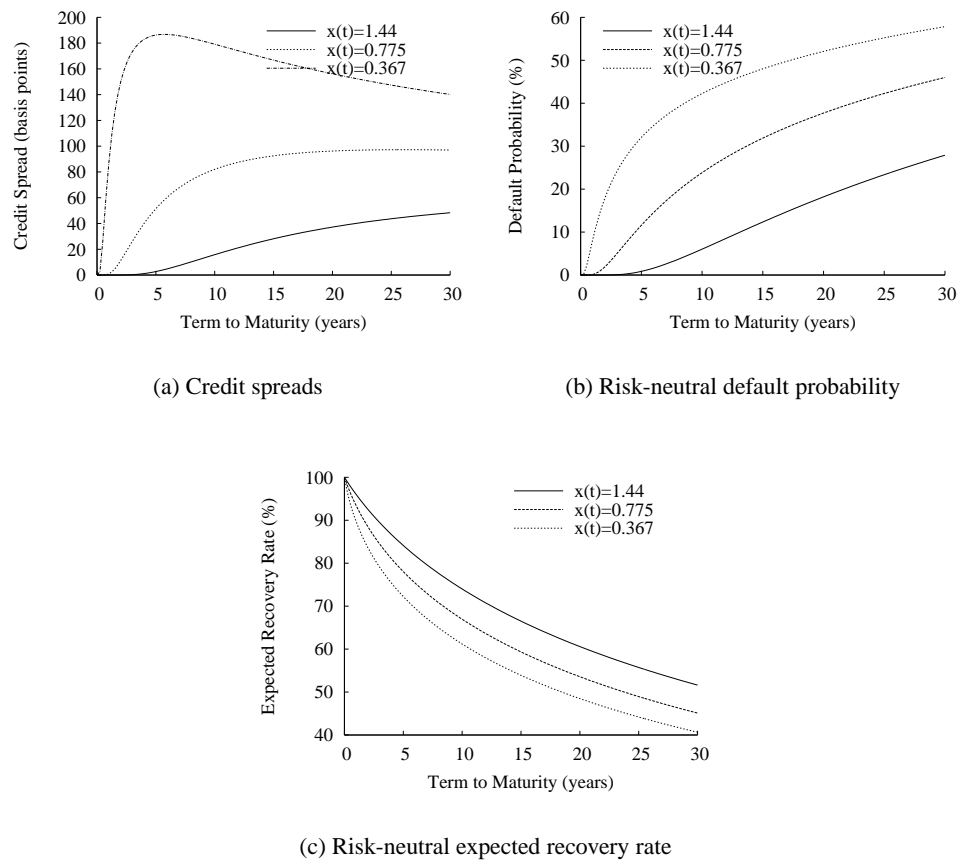 200
180
160
140
120
100
80
60
40
20
0
Credit Spread (basis points)
x(t)=1.44
x(t)=0.775
x(t)=0.367
0 5 10 15 20 25 30
Term to Maturity (years)
(a) Credit spreads
60
50
40
30
20
10
0
Default Probability (%)
x(t)=1.44
x(t)=0.775
x(t)=0.367
0 5 10 15 20 25 30
Term to Maturity (years)
(b) Risk-neutral default probability
100
90
80
70
60
50
40
Expected Recovery Rate (%)
x(t)=1.44
x(t)=0.775
x(t)=0.367
0 5 10 15 20 25 30
Term to Maturity (years)
(c) Risk-neutral expected recovery rate